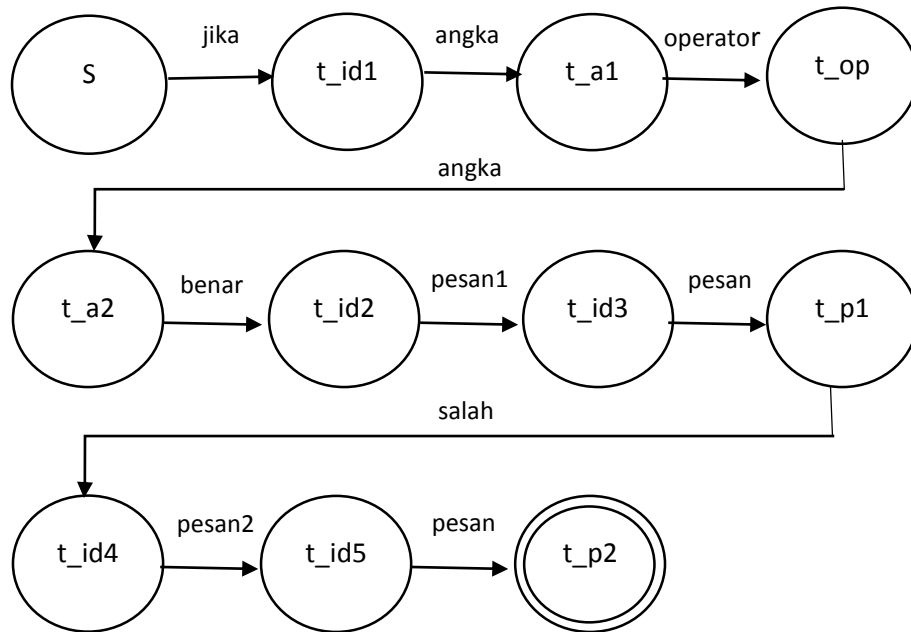 jika angka operator
S t_id1 t_a1 t_op
angka
benar pesan1 pesan
t_a2 t_id2 t_id3 t_p1
salah
pesan2 pesan
t_id4 t_id5 t_p2